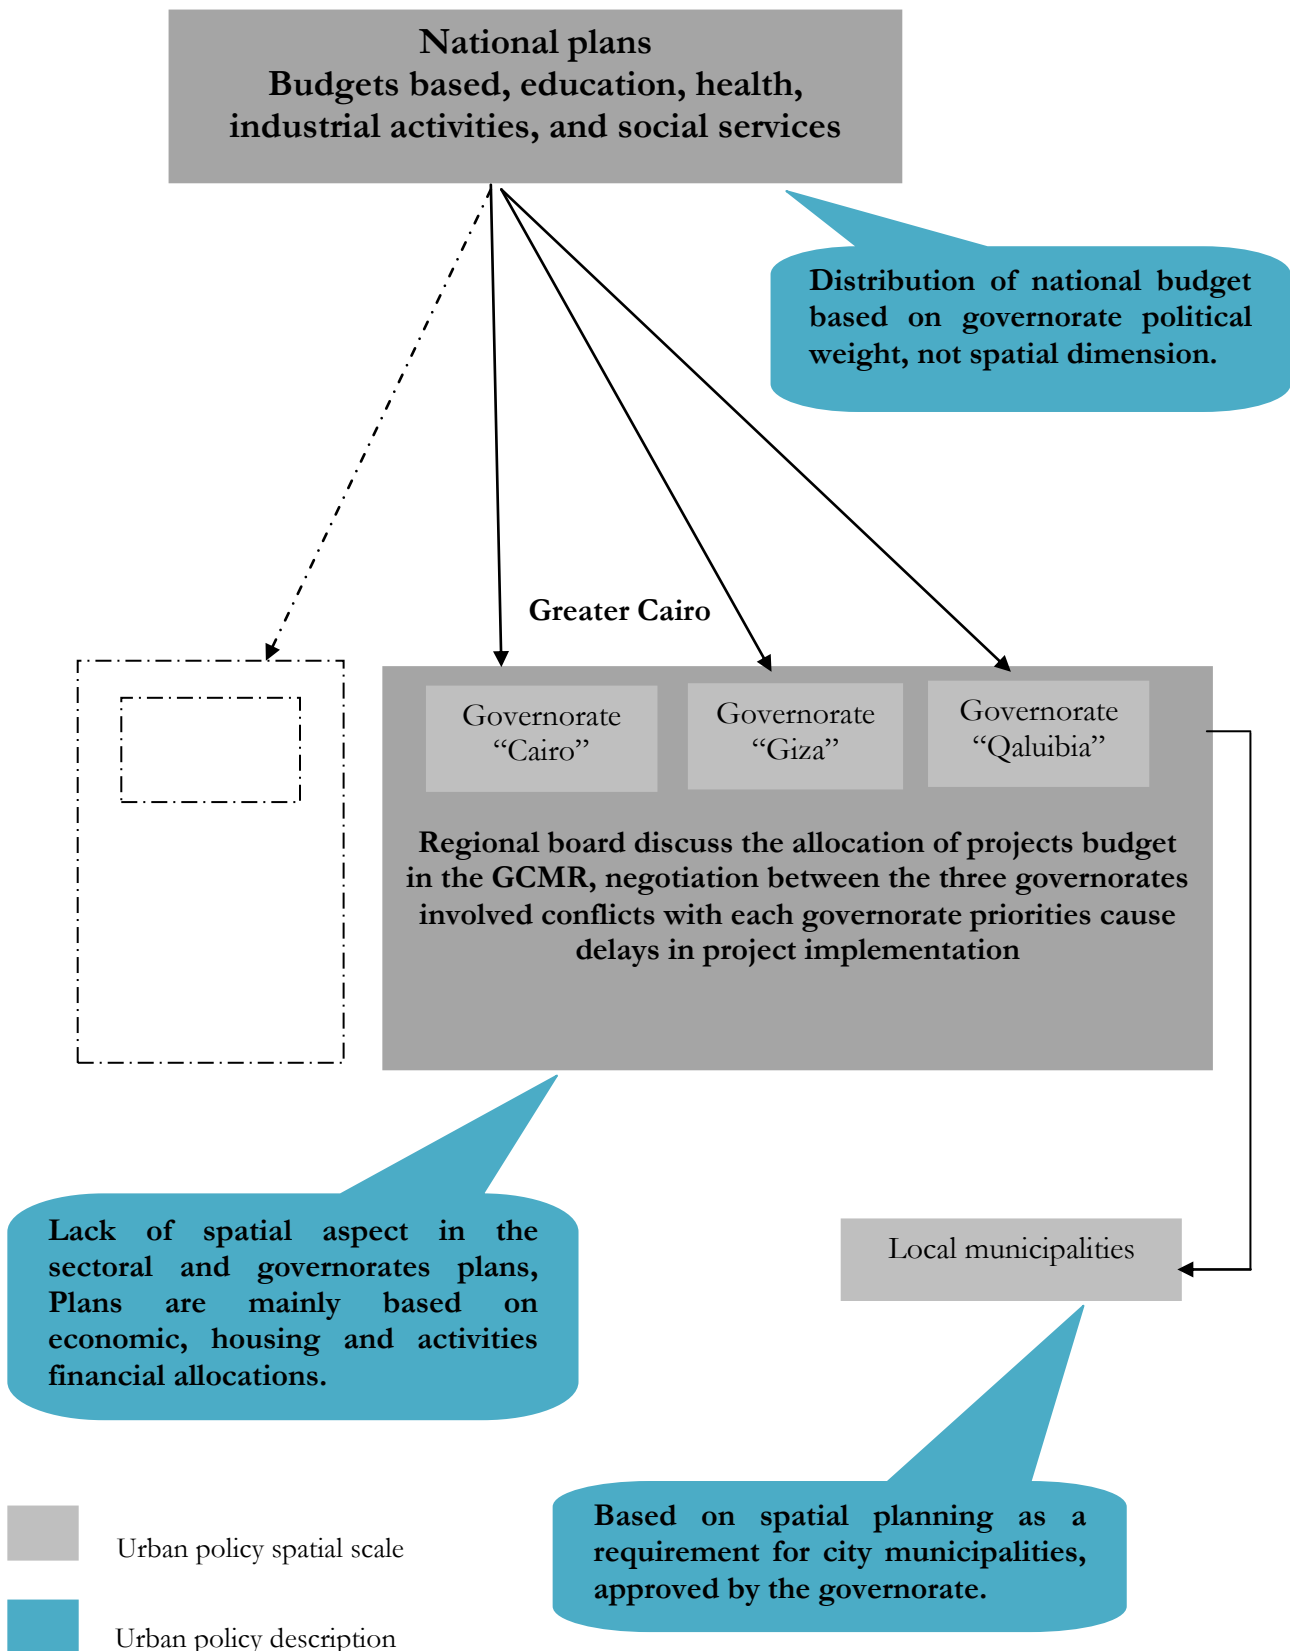 National plans
Budgets based, education, health,
industrial activities, and social services
Distribution of national budget
based on governorate political
weight, not spatial dimension.
Greater Cairo
Governorate
“Cairo”
Governorate
“Giza”
Governorate
“Qaluibia”
Regional board discuss the allocation of projects budget
in the GCMR, negotiation between the three governorates
involved conflicts with each governorate priorities cause
delays in project implementation
Lack of spatial aspect in the
sectoral and governorates plans,
Plans are mainly based on
economic, housing and activities
financial allocations.
Local municipalities
Based on spatial planning as a
requirement for city municipalities,
approved by the governorate.
Urban policy spatial scale
Urban policy description